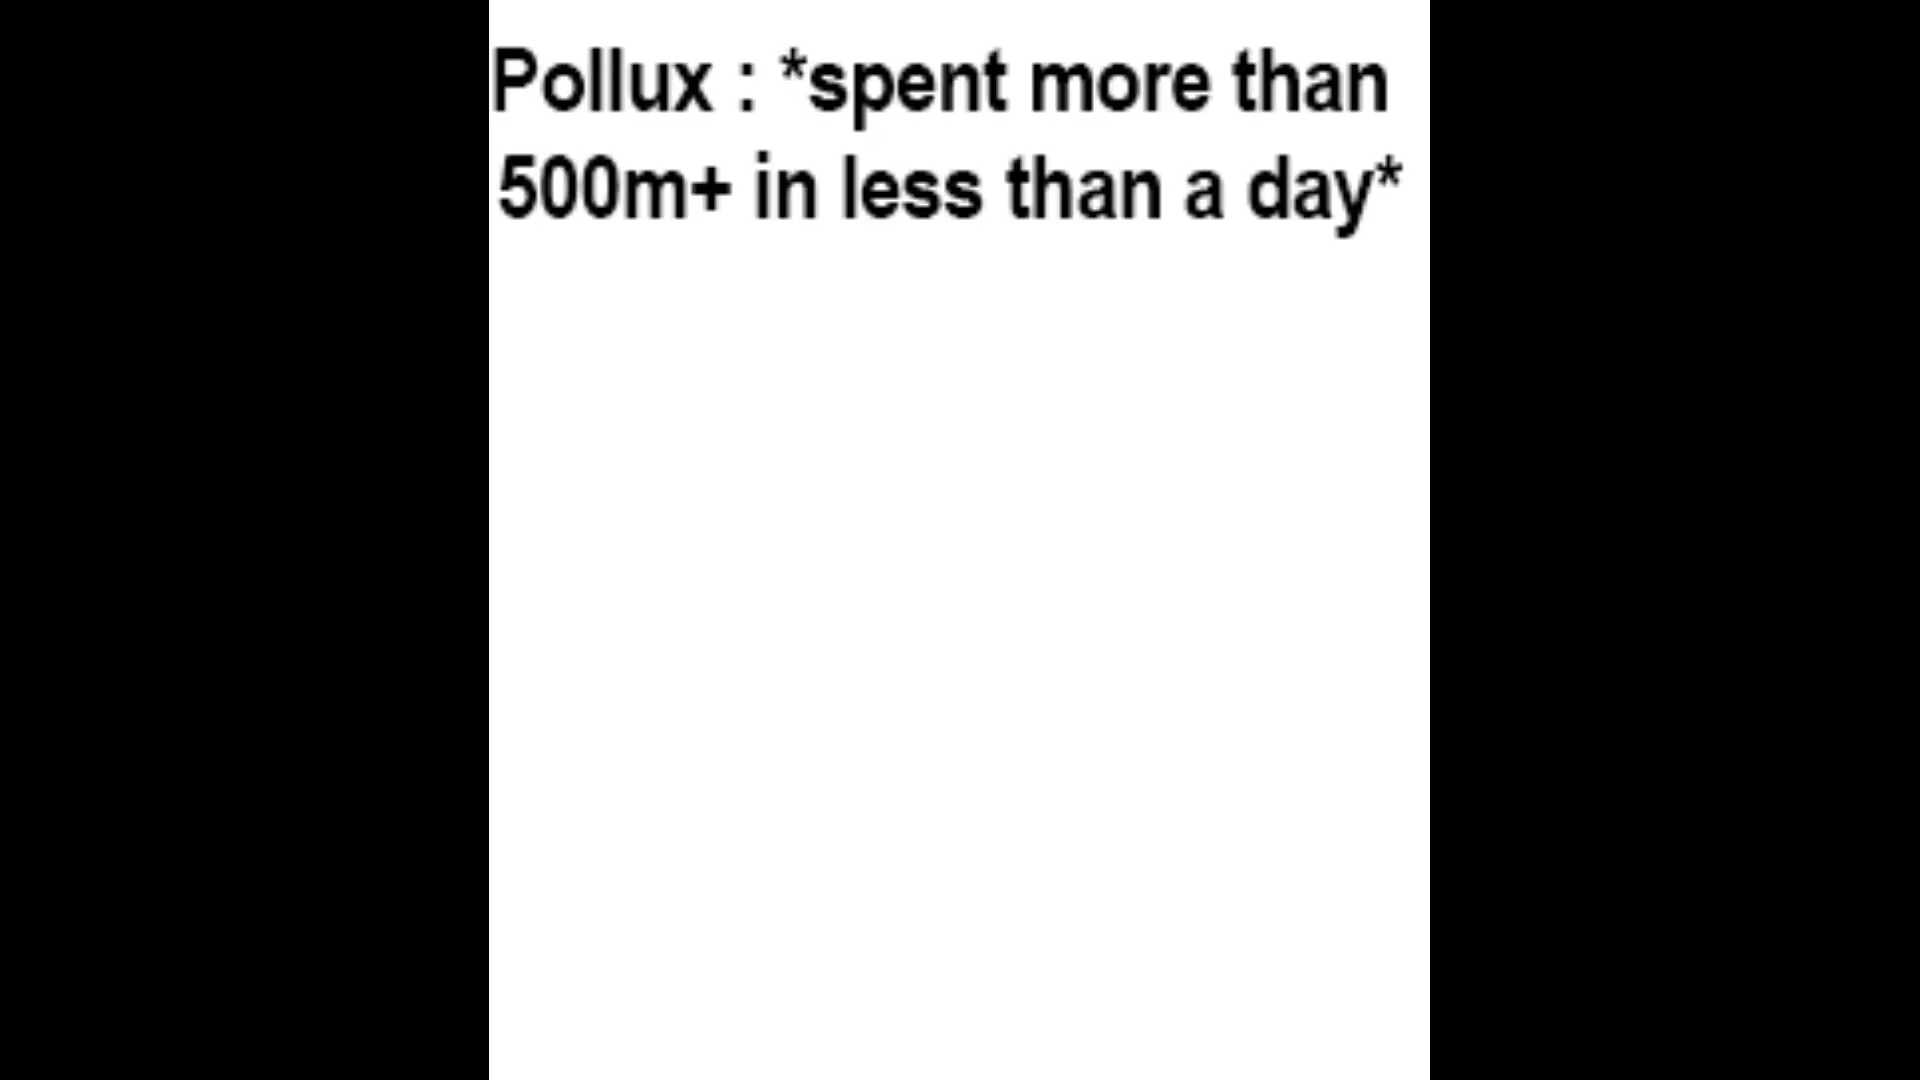 Pollux : *spent more than
500m+ in less than a day*